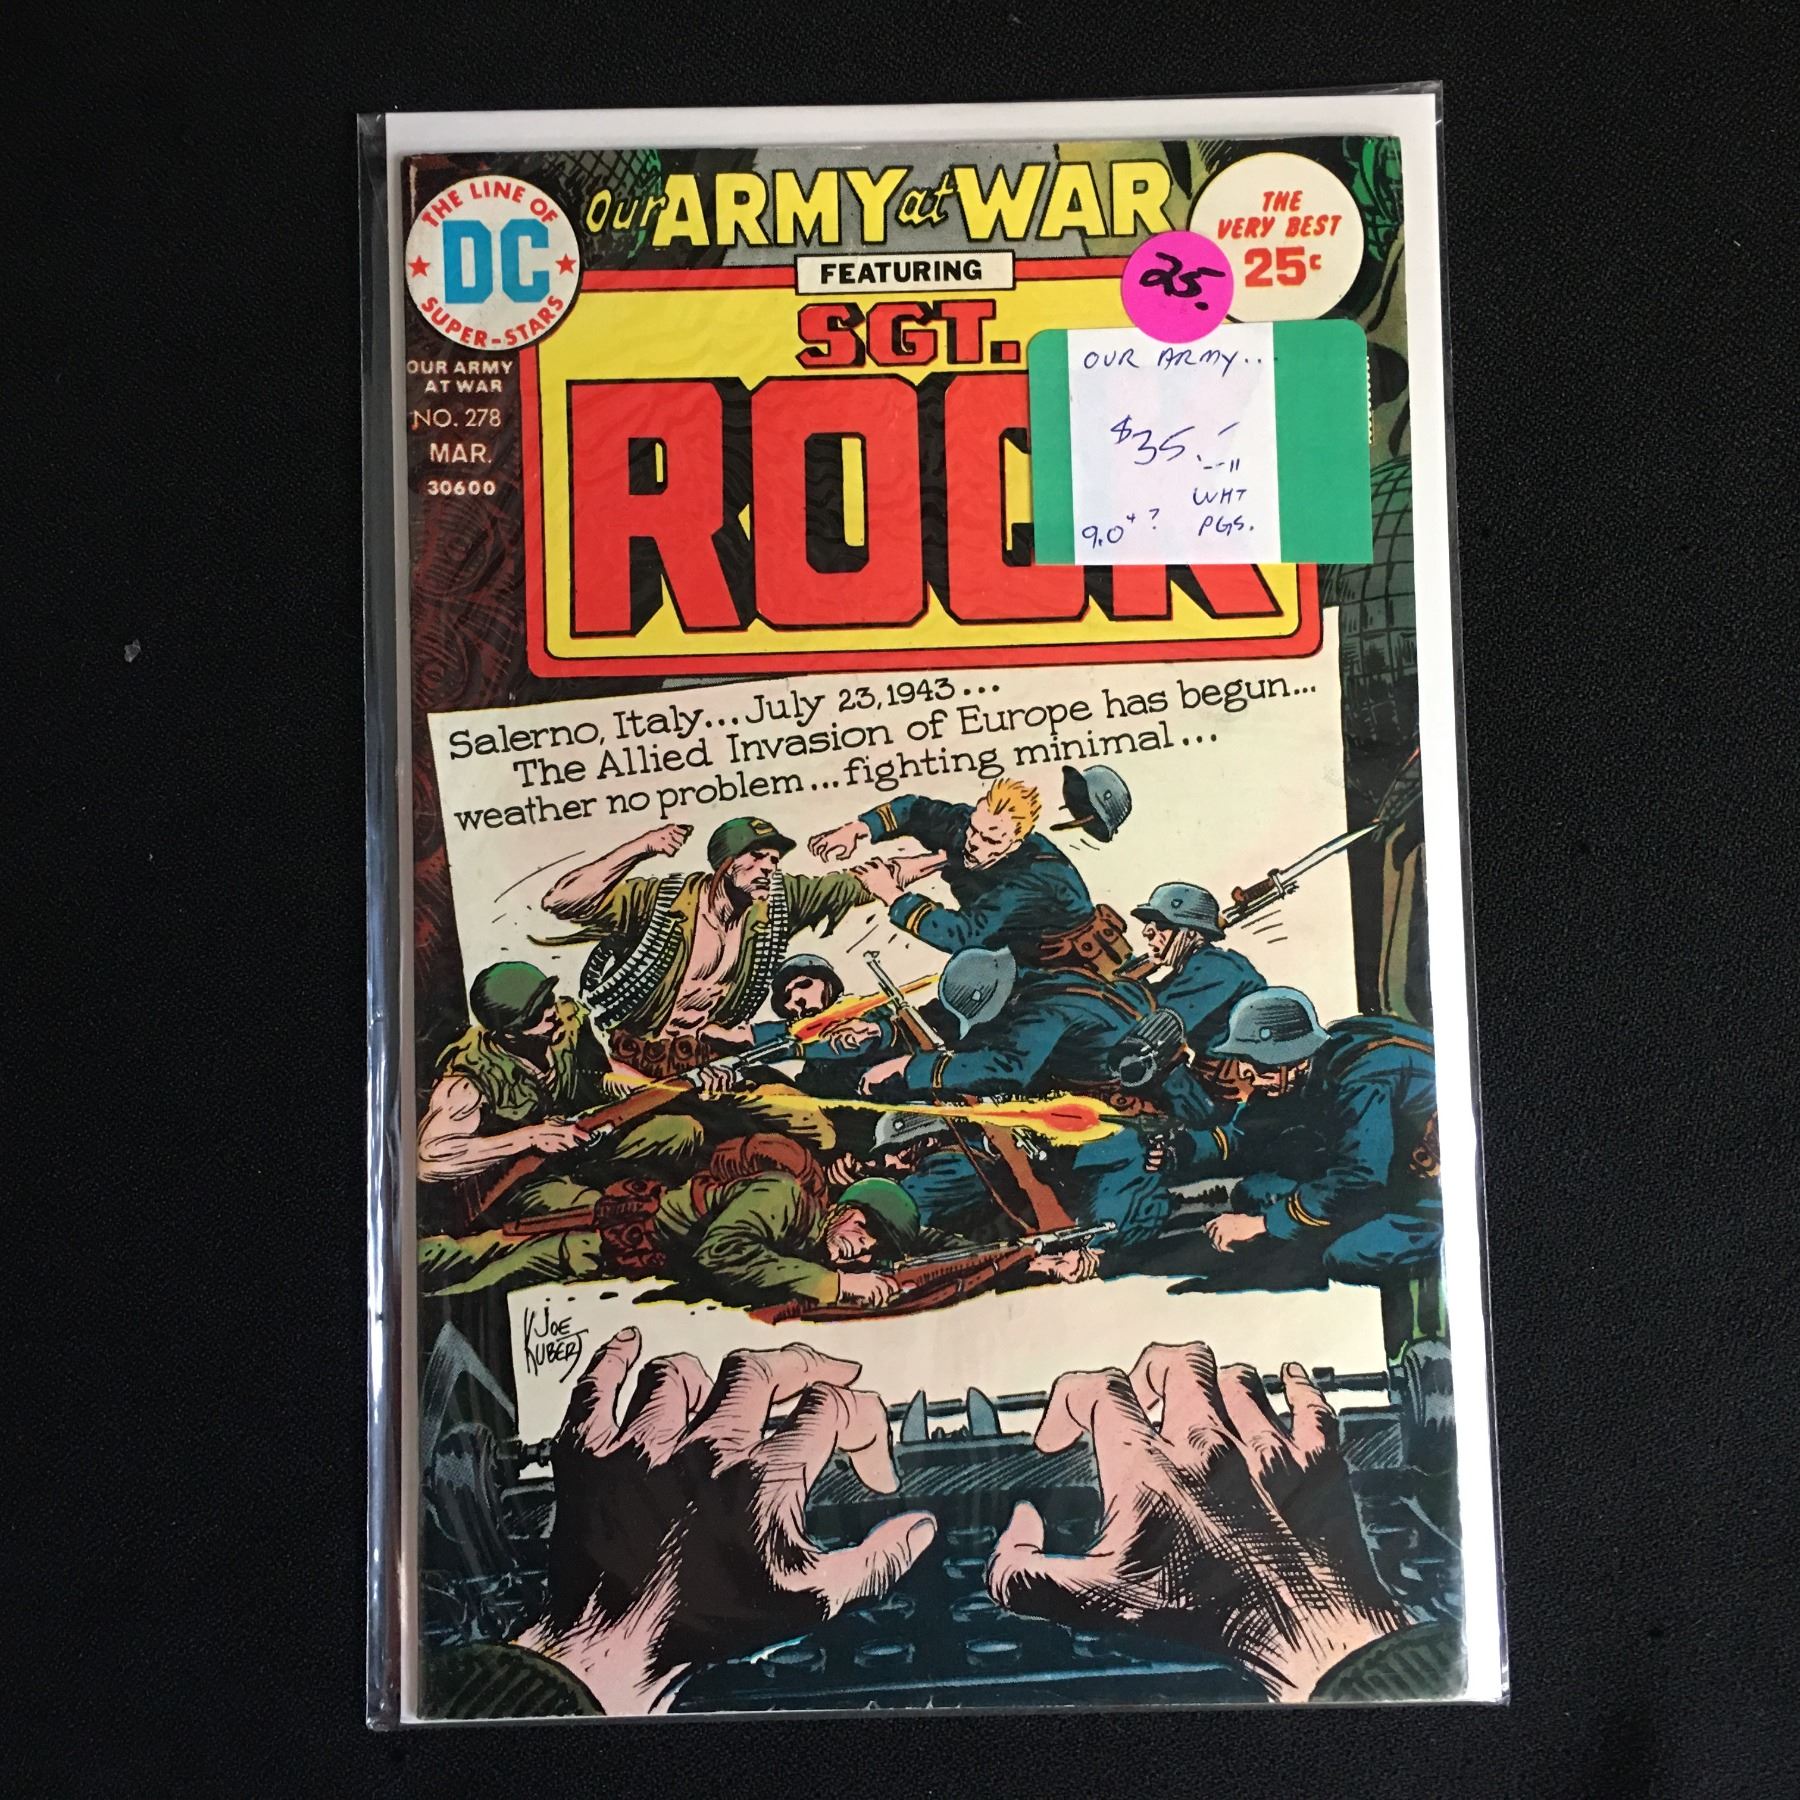 Our ARMY at WAR
THE LINE OF
DC
SUPER-STARS
THE
VERY BEST
25¢
FEATURING
25.
SGT.
ROCK
OUR ARMY
AT WAR
NO. 278
MAR.
30600
OUR ARMY...
$35.
WHT
9.0+? PGS.
Salerno, Italy...July 23, 1943...
The Allied Invasion of Europe has begun...
weather no problem...fighting minimal...
JOE
KUBERT